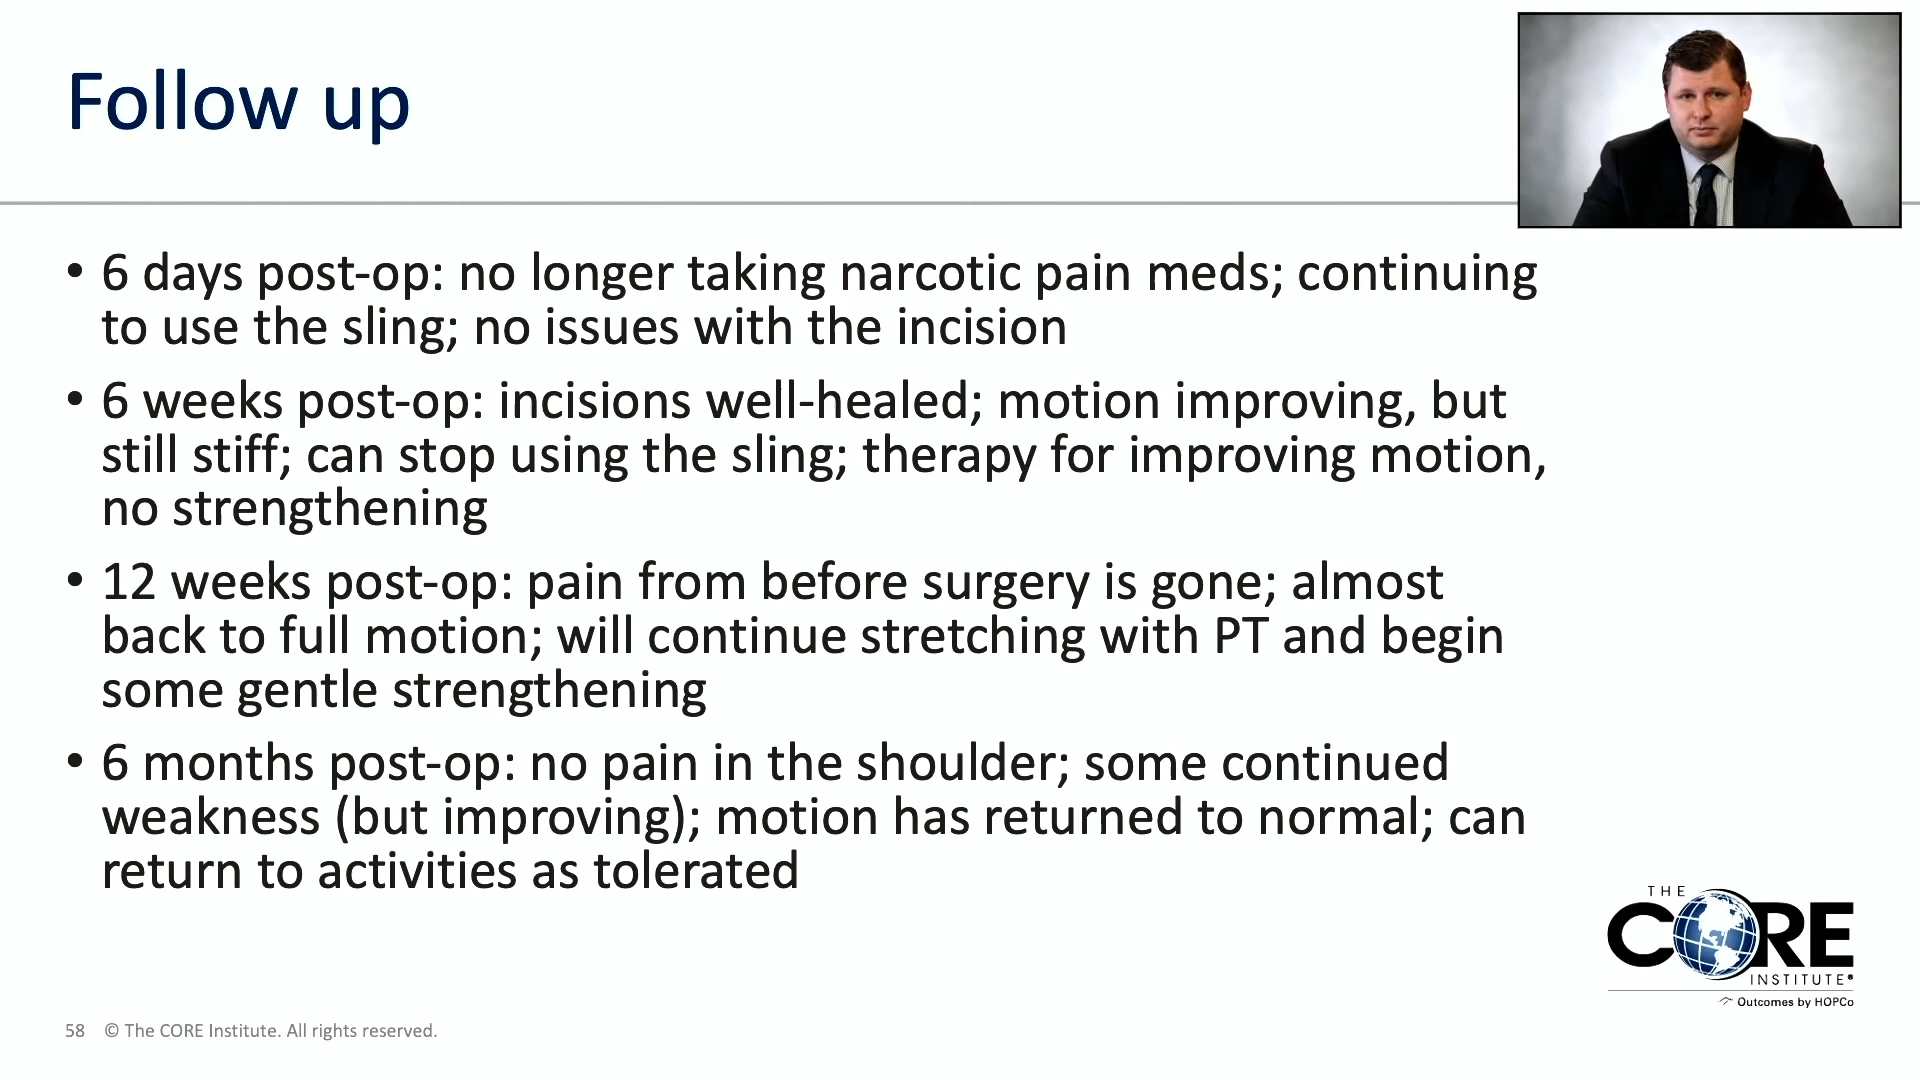 Follow up
• 6 days post-op: no longer taking narcotic pain meds; continuing
to use the sling; no issues with the incision
• 6 weeks post-op: incisions well-healed; motion improving, but
still stiff; can stop using the sling; therapy for improving motion,
no strengthening
• 12 weeks post-op: pain from before surgery is gone; almost
back to full motion; will continue stretching with PT and begin
some gentle strengthening
• 6 months post-op: no pain in the shoulder; some continued
weakness (but improving); motion has returned to normal; can
return to activities as tolerated
THE
CORE
INSTITUTE®
Outcomes by HOPCo
58 © The CORE Institute. All rights reserved.